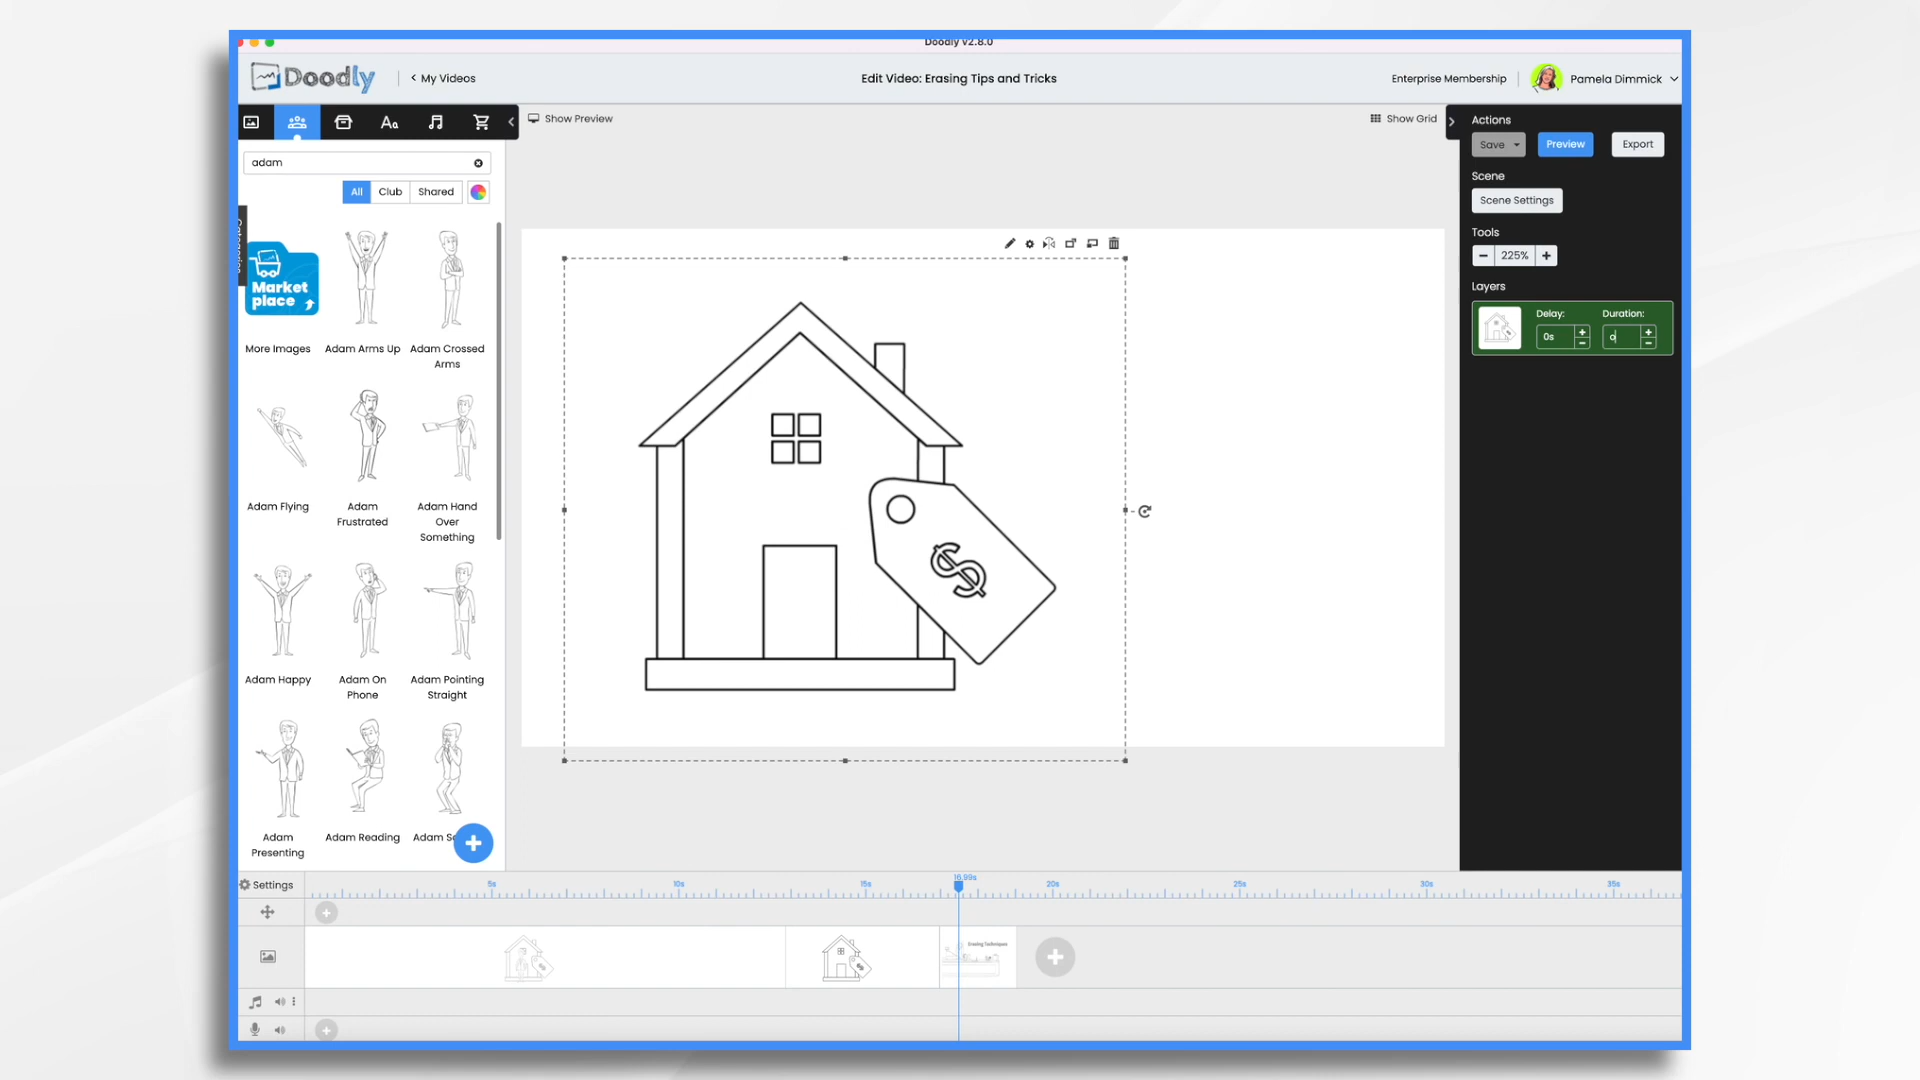 Doodly v2.8.0
Doodly
< My Videos
Edit Video: Erasing Tips and Tricks
Enterprise Membership
Pamela Dimmick
Aa
Show Preview
Show Grid
Actions
Save
Preview
Export
Scene
Scene Settings
Tools
- 225% +
Layers
Delay:
Duration:
0s
adam
All
Club
Shared
Market
place
More Images
Adam Arms Up
Adam Crossed
Arms
Adam Flying
Adam
Frustrated
Adam Hand
Over
Something
Adam Happy
Adam On
Phone
Adam Pointing
Straight
Adam
Presenting
Adam Reading
Adam
$
Settings
5s
10s
15s
16.99s
20s
25s
30s
35s
Erasing Techniques